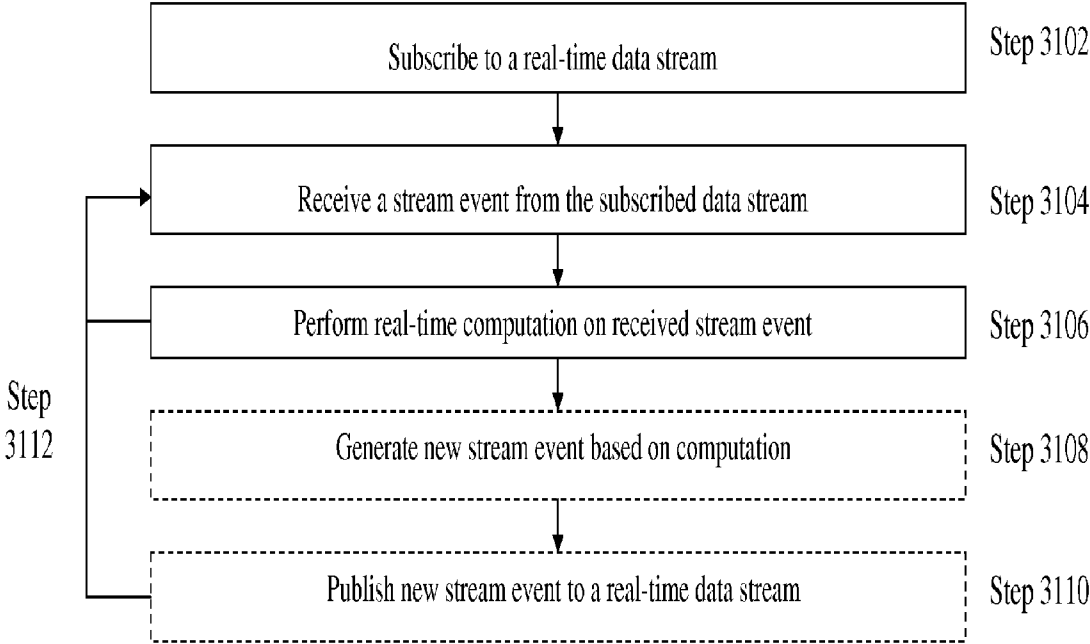 Subscribe to a real-time data stream
Step 3102
Receive a stream event from the subscribed data stream
Step 3104
Perform real-time computation on received stream event
Step 3106
Step
3112
Generate new stream event based on computation
Step 3108
Publish new stream event to a real-time data stream
Step 3110